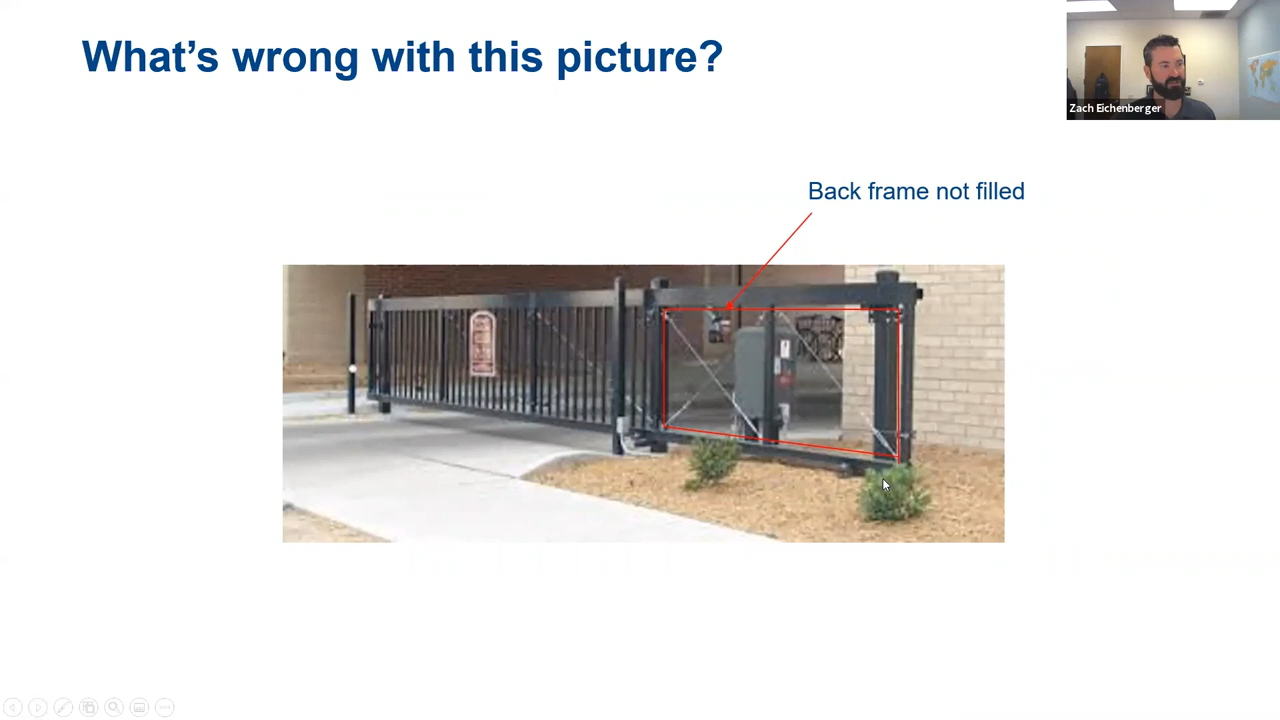 What's wrong with this picture?
Zach Eichenberger
Back frame not filled